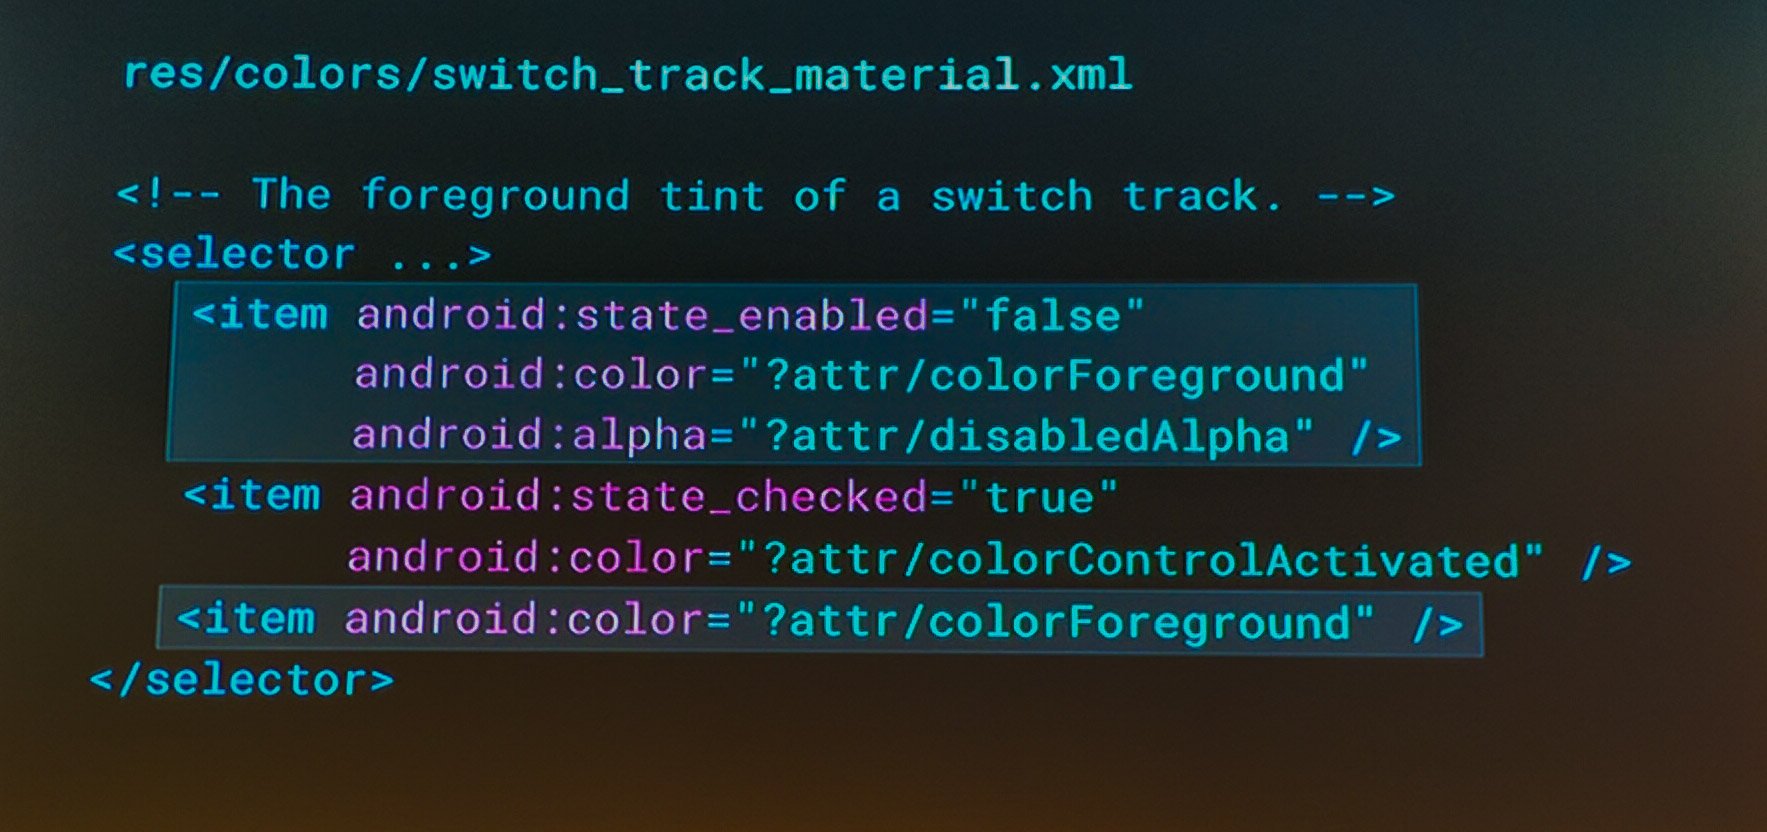 res/colors/switch_track_material.xml
<!-- The foreground tint of a switch track. -->
<selector ...>
<item android:state_enabled="false"
android:color="?attr/colorForeground"
android:alpha="?attr/disabledAlpha" />
<item android:state_checked="true"
android:color="?attr/colorControlActivated" />
<item android:color="?attr/colorForeground" />
</selector>